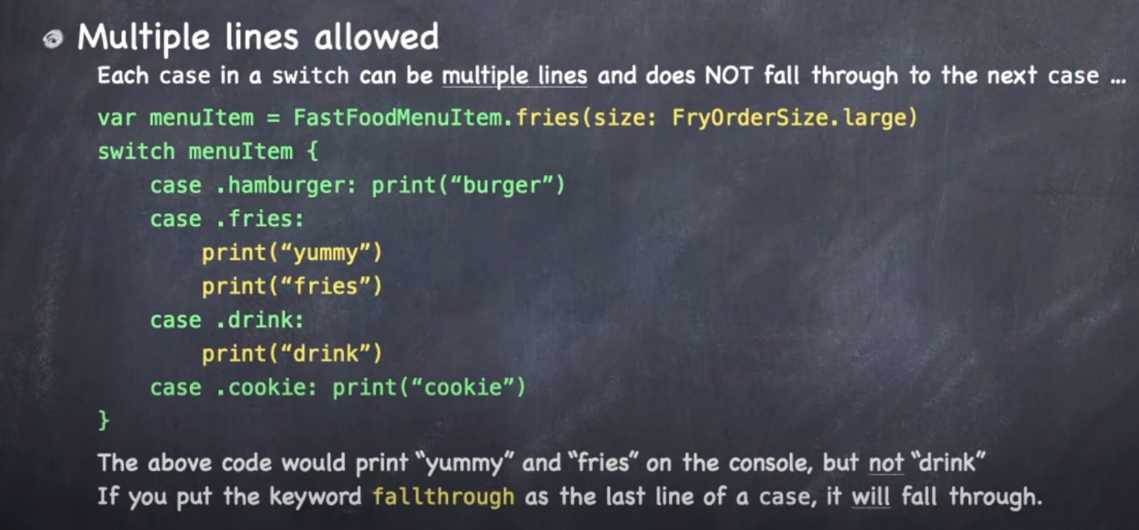 Multiple lines allowed
Each case in a switch can be multiple lines and does NOT fall through to the next case ...
var menuItem = FastFoodMenuItem.fries(size: FryOrderSize.large)
switch menuItem {
    case .hamburger: print(“burger”)
    case .fries:
        print(“yummy”)
        print(“fries”)
    case .drink:
        print(“drink”)
    case .cookie: print(“cookie”)
}
The above code would print “yummy” and “fries” on the console, but not “drink”
If you put the keyword fallthrough as the last line of a case, it will fall through.